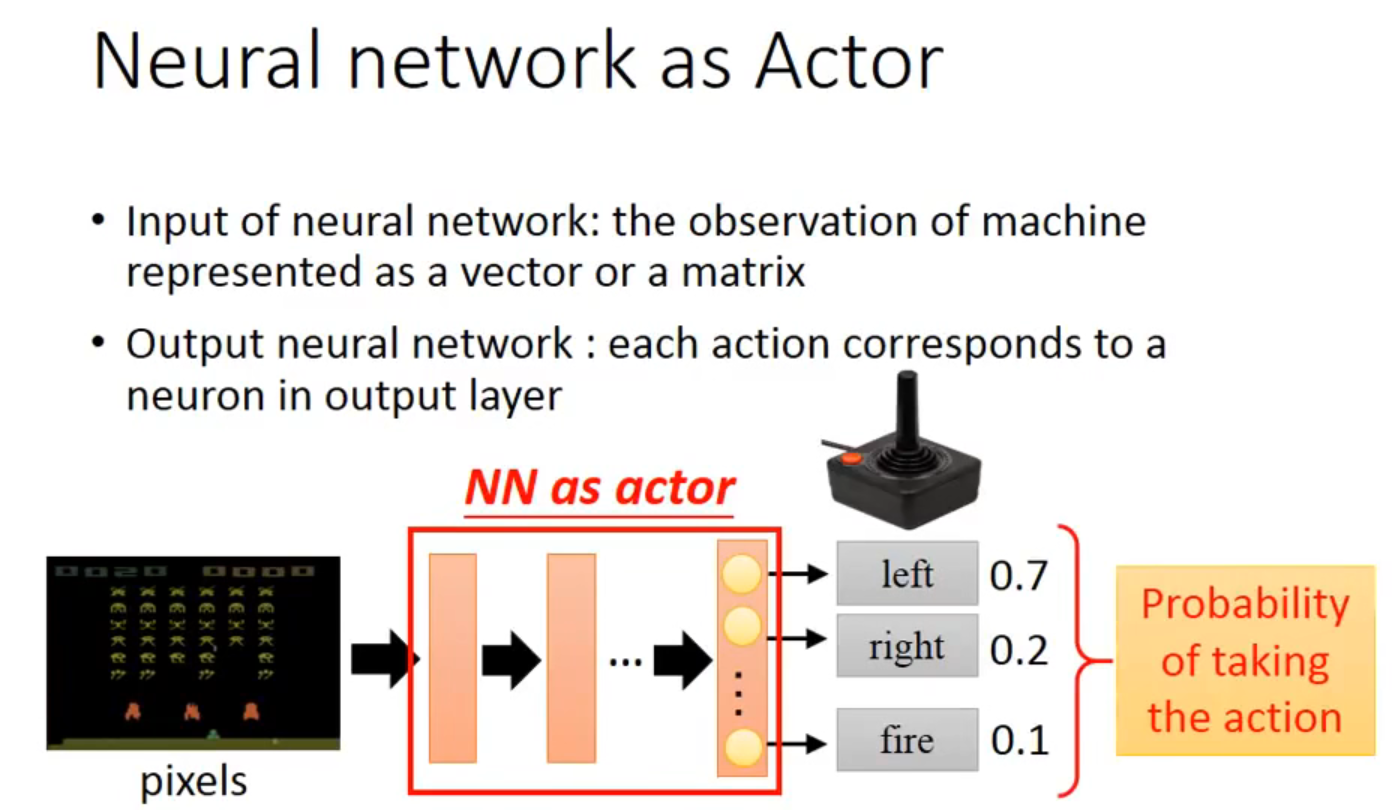 Neural network as Actor
• Input of neural network: the observation of machine
represented as a vector or a matrix
• Output neural network : each action corresponds to a
neuron in output layer
NN as actor
0020 0000
left 0.7
right 0.2
...
fire 0.1
Probability
of taking
the action
pixels